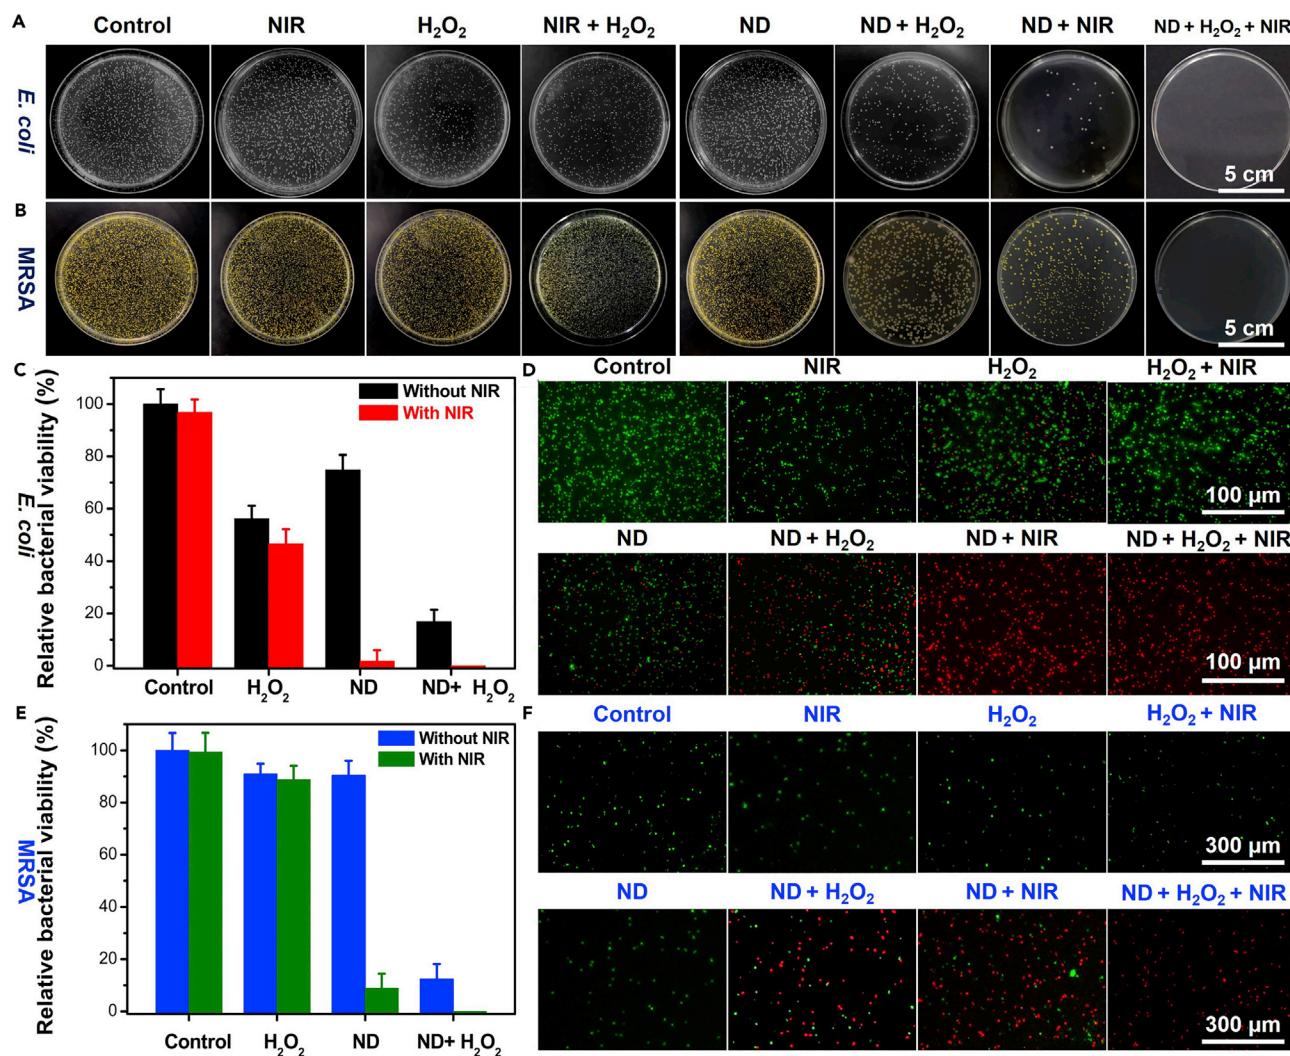 A Control NIR H₂O₂ NIR + H₂O₂ ND ND + H₂O₂ ND + NIR ND + H₂O₂ + NIR
E. coli
5 cm
B
MRSA
5 cm
C
Relative bacterial viability (%)
E. coli
100
80
60
40
20
0
Without NIR
With NIR
Control H₂O₂ ND ND+ H₂O₂
D Control NIR H₂O₂ H₂O₂ + NIR
100 µm
ND ND + H₂O₂ ND + NIR ND + H₂O₂ + NIR
100 µm
E
Relative bacterial viability (%)
MRSA
100
80
60
40
20
0
Without NIR
With NIR
Control H₂O₂ ND ND+ H₂O₂
F Control NIR H₂O₂ H₂O₂ + NIR
300 µm
ND ND + H₂O₂ ND + NIR ND + H₂O₂ + NIR
300 µm